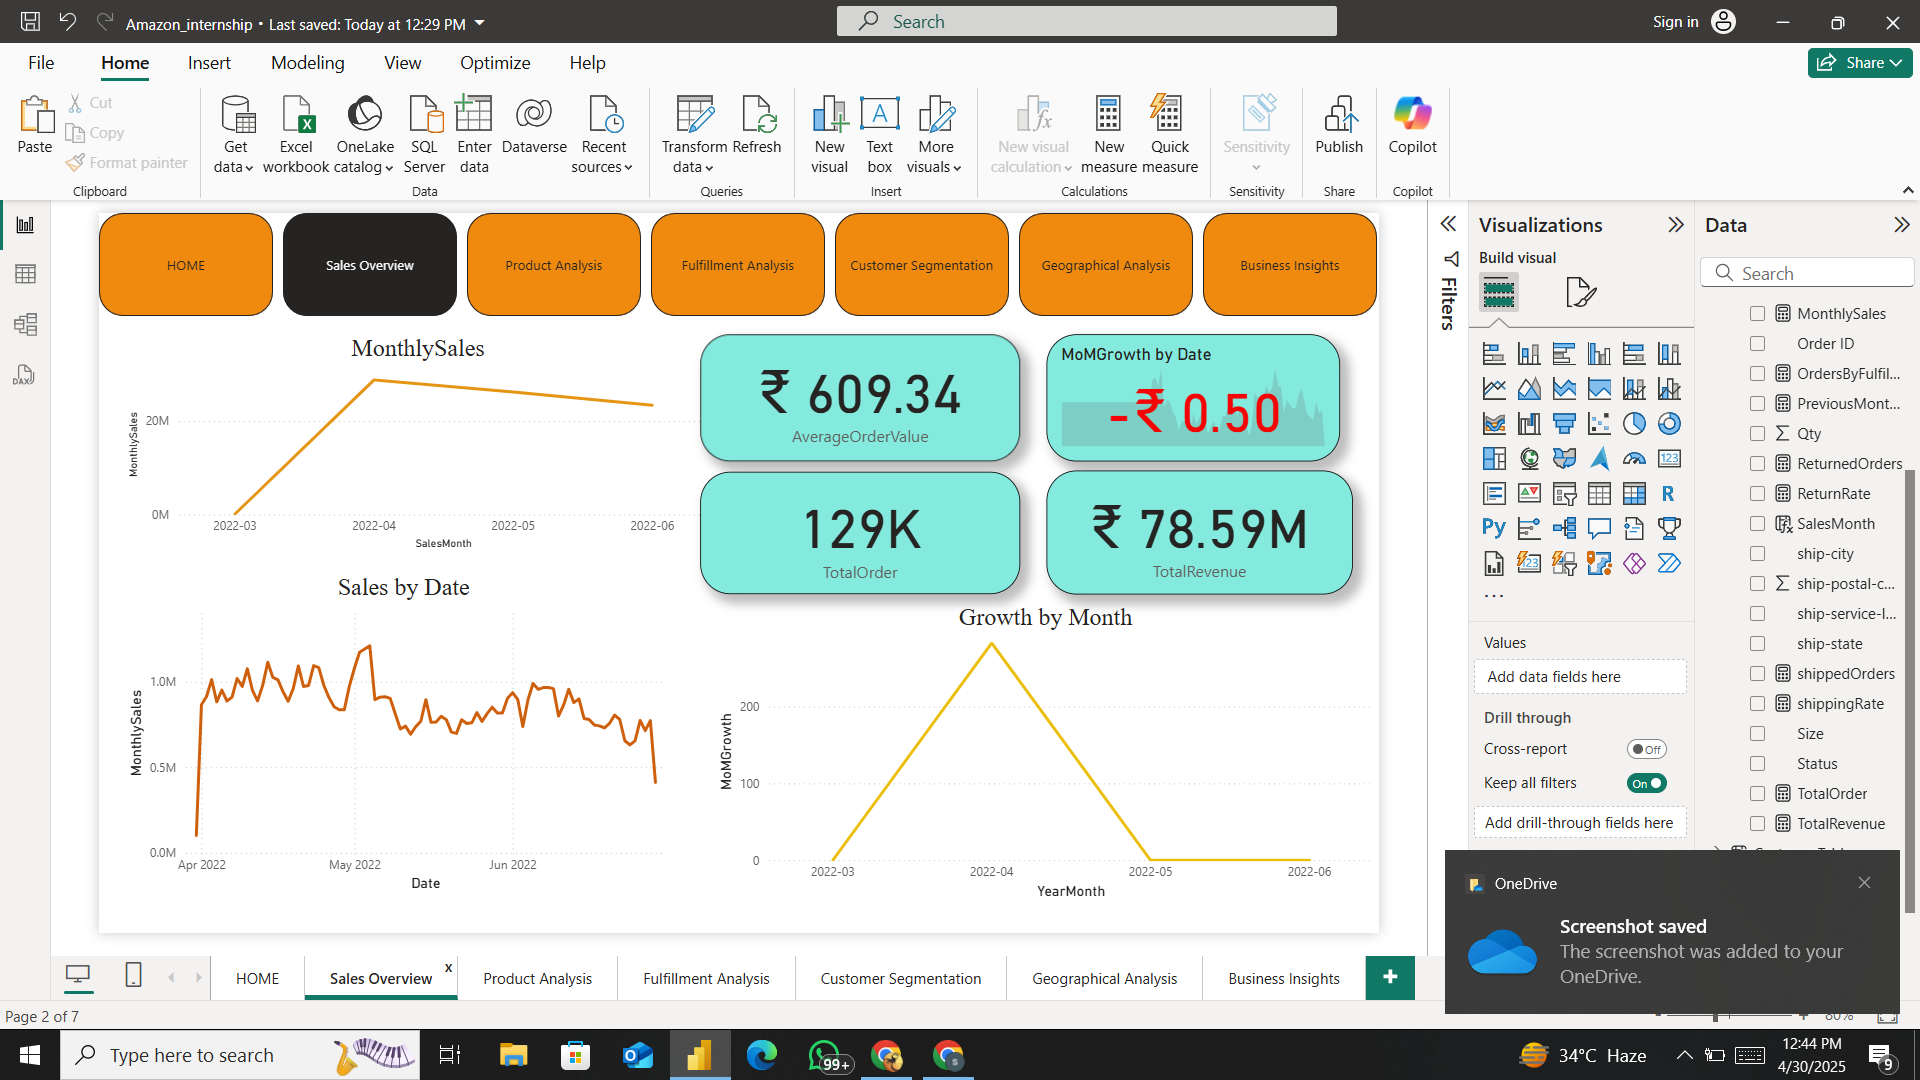 Amazon_internship • Last saved: Today at 12:29 PM
Search
Sign in
File
Home
Insert
Modeling
View
Optimize
Help
Share
Paste
Cut
Copy
Format painter
Clipboard
Get data
Excel workbook
OneLake catalog
SQL Server
Enter data
Dataverse
Recent sources
Data
Transform data
Refresh
Queries
New visual
Text box
More visuals
Insert
New visual calculation
New measure
Quick measure
Calculations
Sensitivity
Sensitivity
Publish
Share
Copilot
Copilot
HOME
Sales Overview
Product Analysis
Fulfillment Analysis
Customer Segmentation
Geographical Analysis
Business Insights
MonthlySales
MonthlySales
20M
0M
2022-03
2022-04
2022-05
2022-06
SalesMonth
₹ 609.34
AverageOrderValue
MoMGrowth by Date
-₹ 0.50
129K
TotalOrder
₹ 78.59M
TotalRevenue
Sales by Date
MonthlySales
1.0M
0.5M
0.0M
Apr 2022
May 2022
Jun 2022
Date
Growth by Month
MoMGrowth
200
100
0
2022-03
2022-04
2022-05
2022-06
YearMonth
Filters
Visualizations
Build visual
123
R
Py
123
...
Values
Add data fields here
Drill through
Cross-report
Off
Keep all filters
On
Add drill-through fields here
Data
Search
MonthlySales
Order ID
OrdersByFulfil...
PreviousMont...
Qty
ReturnedOrders
ReturnRate
SalesMonth
ship-city
ship-postal-c...
ship-service-l...
ship-state
shippedOrders
shippingRate
Size
Status
TotalOrder
TotalRevenue
OneDrive
Screenshot saved
The screenshot was added to your
OneDrive.
HOME
Sales Overview
x
Product Analysis
Fulfillment Analysis
Customer Segmentation
Geographical Analysis
Business Insights
+
Page 2 of 7
80%
Type here to search
99+
34°C Haze
12:44 PM
4/30/2025
9